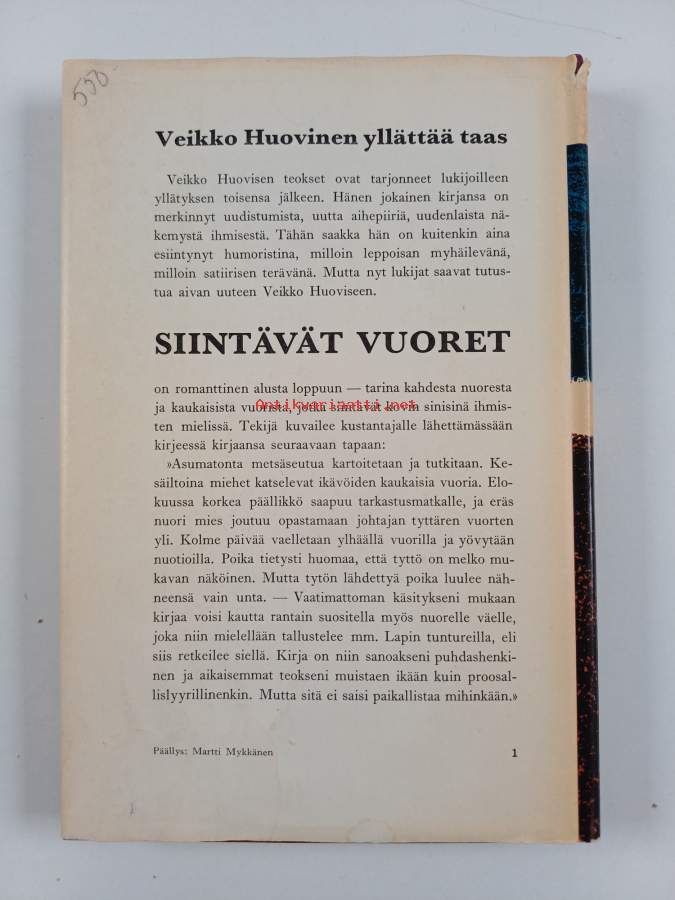 550
Veikko Huovinen yllättää taas
Veikko Huovisen teokset ovat tarjonneet lukijoilleen
yllätyksen toisensa jälkeen. Hänen jokainen kirjansa on
merkinnyt uudistumista, uutta aihepiiriä, uudenlaista nä-
kemystä ihmisestä. Tähän saakka hän on kuitenkin aina
esiintynyt humoristina, milloin leppoisan myhäilevänä,
milloin satiirisen terävänä. Mutta nyt lukijat saavat tutus-
tua aivan uuteen Veikko Huoviseen.
SIINTÄVÄT VUORET
on romanttinen alusta loppuun — tarina kahdesta nuoresta
ja kaukaisista vuorista, jotka siintävät kovin sinisinä ihmis-
Antikvariaatti.net
ten mielissä. Tekijä kuvailee kustantajalle lähettämässään
kirjeessä kirjaansa seuraavaan tapaan:
»Asumatonta metsäseutua kartoitetaan ja tutkitaan. Ke-
säiltoina miehet katselevat ikävöiden kaukaisia vuoria. Elo-
kuussa korkea päällikkö saapuu tarkastusmatkalle, ja eräs
nuori mies joutuu opastamaan johtajan tyttären vuorten
yli. Kolme päivää vaelletaan ylhäällä vuorilla ja yövytään
nuotioilla. Poika tietysti huomaa, että tyttö on melko mu-
kavan näköinen. Mutta tytön lähdettyä poika luulee näh-
neensä vain unta. — Vaatimattoman käsitykseni mukaan
kirjaa voisi kautta rantain suositella myös nuorelle väelle,
joka niin mielellään tallustelee mm. Lapin tuntureilla, eli
siis retkeilee siellä. Kirja on niin sanoakseni puhdashenki-
nen ja aikaisemmat teokseni muistaen ikään kuin proosal-
lislyyrillinenkin. Mutta sitä ei saisi paikallistaa mihinkään.»
Päällys: Martti Mykkänen 1